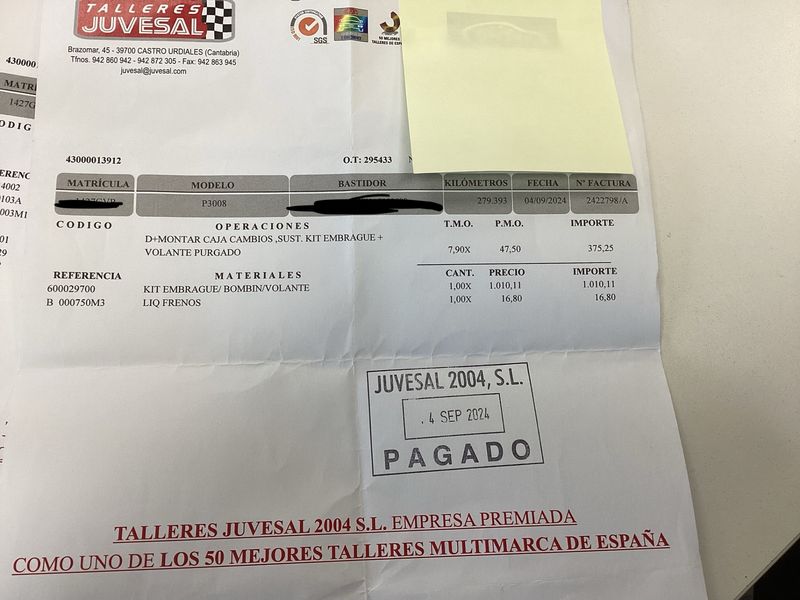 TALLERES
JUVESAL
SGS
Brazomar, 45 - 39700 CASTRO URDIALES (Cantabria)
Tfnos. 942 860 942 - 942 872 305 - Fax: 942 863 945
juvesal@juvesal.com
43000013912 O.T: 295433
MATRÍCULA MODELO BASTIDOR KILÓMETROS FECHA Nº FACTURA
P3008 279.393 04/09/2024 2422798/A
CODIGO OPERACIONES T.M.O. P.M.O. IMPORTE
D+MONTAR CAJA CAMBIOS ,SUST. KIT EMBRAGUE +
VOLANTE PURGADO 7,90X 47,50 375,25
REFERENCIA MATERIALES CANT. PRECIO IMPORTE
600029700 KIT EMBRAGUE/ BOMBIN/VOLANTE 1,00X 1.010,11 1.010,11
B 000750M3 LIQ FRENOS 1,00X 16,80 16,80
JUVESAL 2004, S.L.
. 4 SEP 2024
PAGADO
TALLERES JUVESAL 2004 S.L. EMPRESA PREMIADA
COMO UNO DE LOS 50 MEJORES TALLERES MULTIMARCA DE ESPAÑA